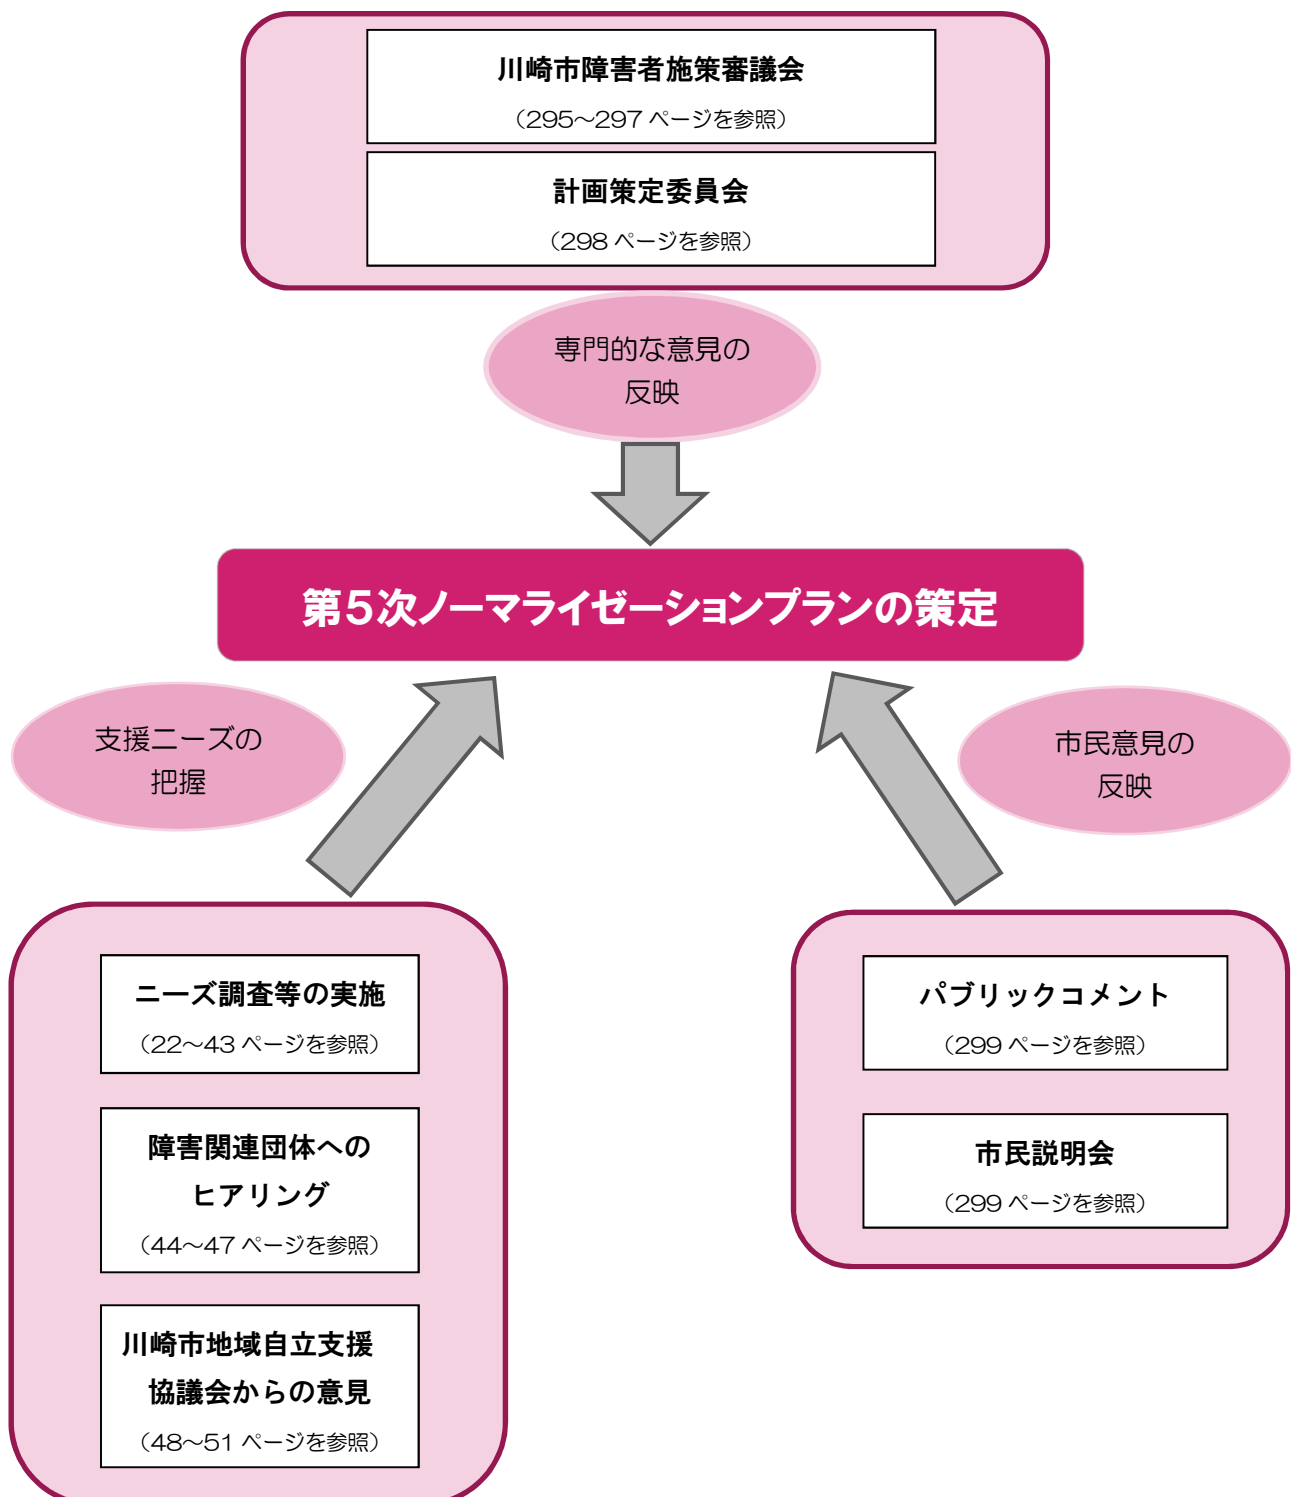 川崎市障害者施策審議会
（295～297 ページを参照）
計画策定委員会
（298 ページを参照）
専門的な意見の
反映
第5次ノーマライゼーションプランの策定
支援ニーズの
把握
市民意見の
反映
ニーズ調査等の実施
（22～43 ページを参照）
障害関連団体への
ヒアリング
（44～47 ページを参照）
川崎市地域自立支援
協議会からの意見
（48～51 ページを参照）
パブリックコメント
（299 ページを参照）
市民説明会
（299 ページを参照）